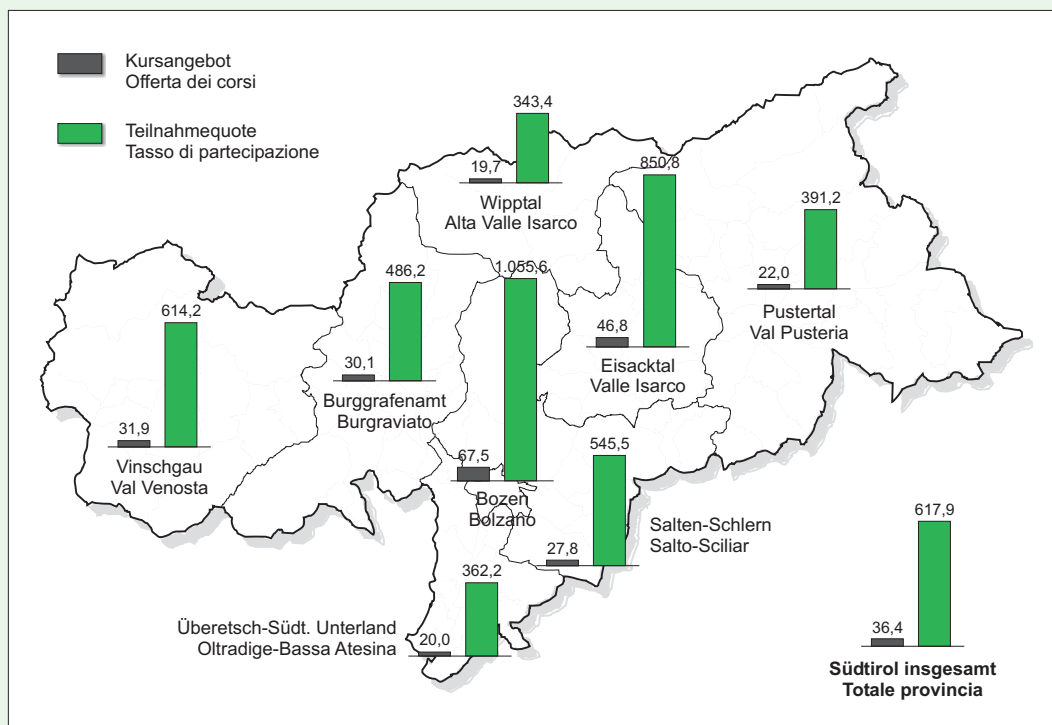 Kursangebot
Offerta dei corsi
Teilnahmequote
Tasso di partecipazione
343,4
19,7
Wipptal
Alta Valle Isarco
850,8
46,8
Eisacktal
Valle Isarco
391,2
22,0
Pustertal
Val Pusteria
486,2
30,1
Burggrafenamt
Burgraviato
1.055,6
67,5
Bozen
Bolzano
614,2
31,9
Vinschgau
Val Venosta
545,5
27,8
Salten-Schlern
Salto-Sciliar
362,2
20,0
Überetsch-Südt. Unterland
Oltradige-Bassa Atesina
617,9
36,4
Südtirol insgesamt
Totale provincia